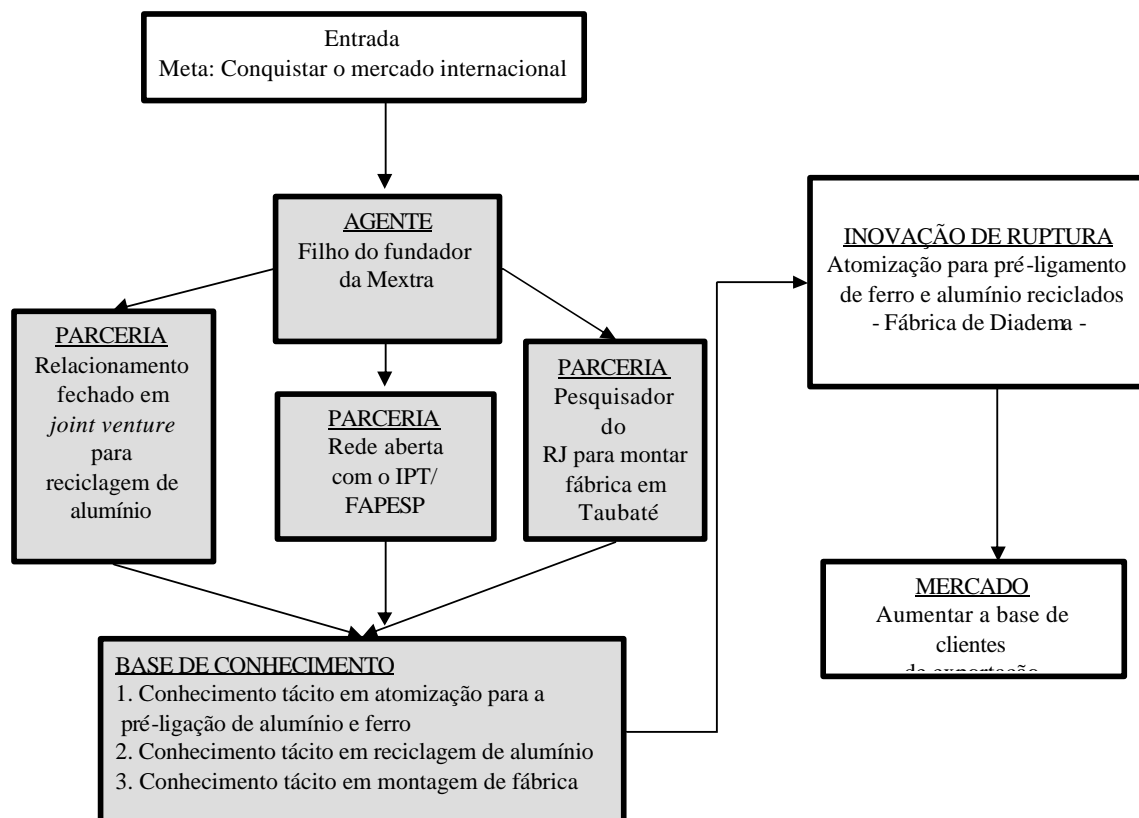 Entrada
Meta: Conquistar o mercado internacional
AGENTE
Filho do fundador
da Mextra
PARCERIA
Relacionamento
fechado em
joint venture
para
reciclagem de
alumínio
PARCERIA
Rede aberta
com o IPT/
FAPESP
PARCERIA
Pesquisador
do
RJ para montar
fábrica em
Taubaté
BASE DE CONHECIMENTO
1. Conhecimento tácito em atomização para a
pré-ligação de alumínio e ferro
2. Conhecimento tácito em reciclagem de alumínio
3. Conhecimento tácito em montagem de fábrica
INOVAÇÃO DE RUPTURA
Atomização para pré-ligamento
de ferro e alumínio reciclados
- Fábrica de Diadema -
MERCADO
Aumentar a base de
clientes
de exportação